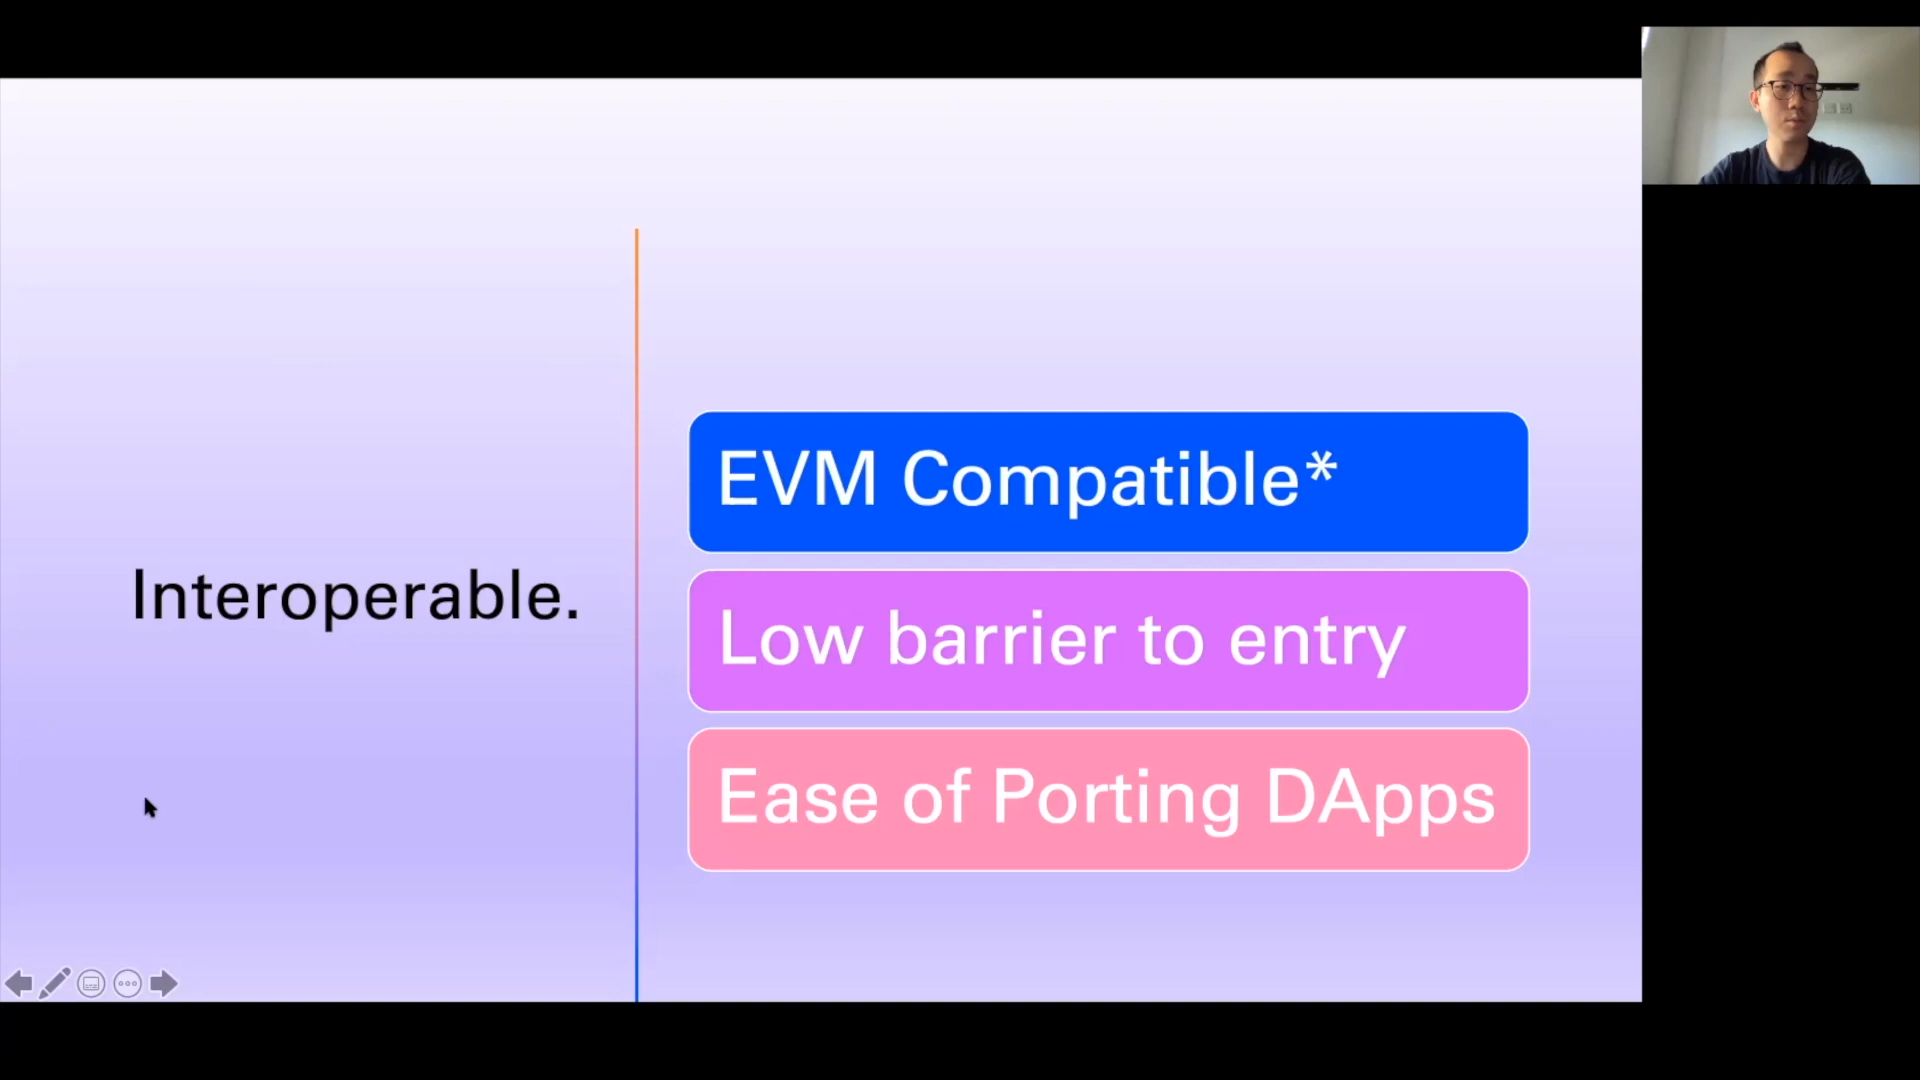 Interoperable.
EVM Compatible*
Low barrier to entry
Ease of Porting DApps